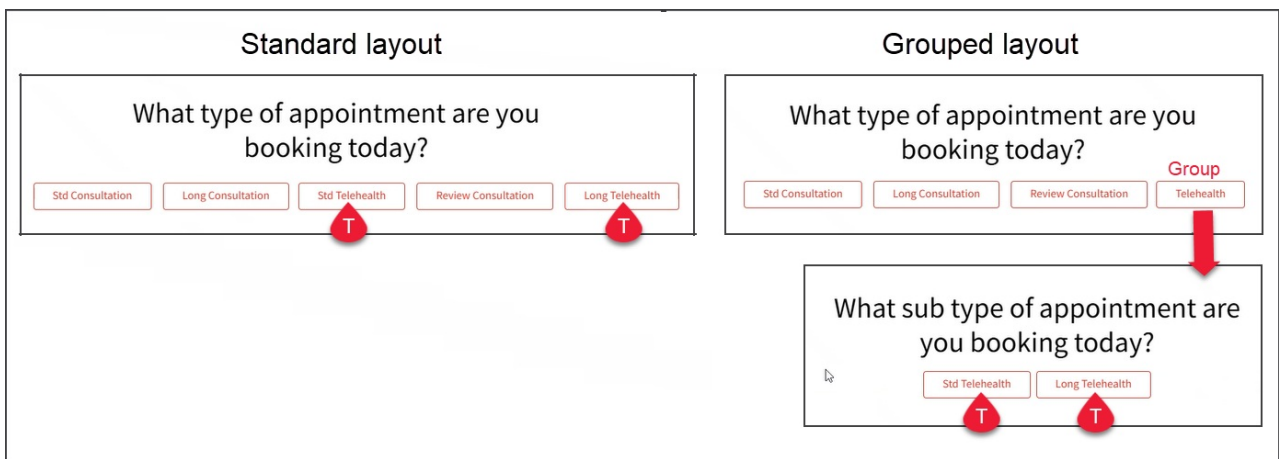 Standard layout
What type of appointment are you
booking today?
Std Consultation
Long Consultation
Std Telehealth
Review Consultation
Long Telehealth
T
T
Grouped layout
What type of appointment are you
booking today?
Group
Std Consultation
Long Consultation
Review Consultation
Telehealth
What sub type of appointment are
you booking today?
Std Telehealth
Long Telehealth
T
T